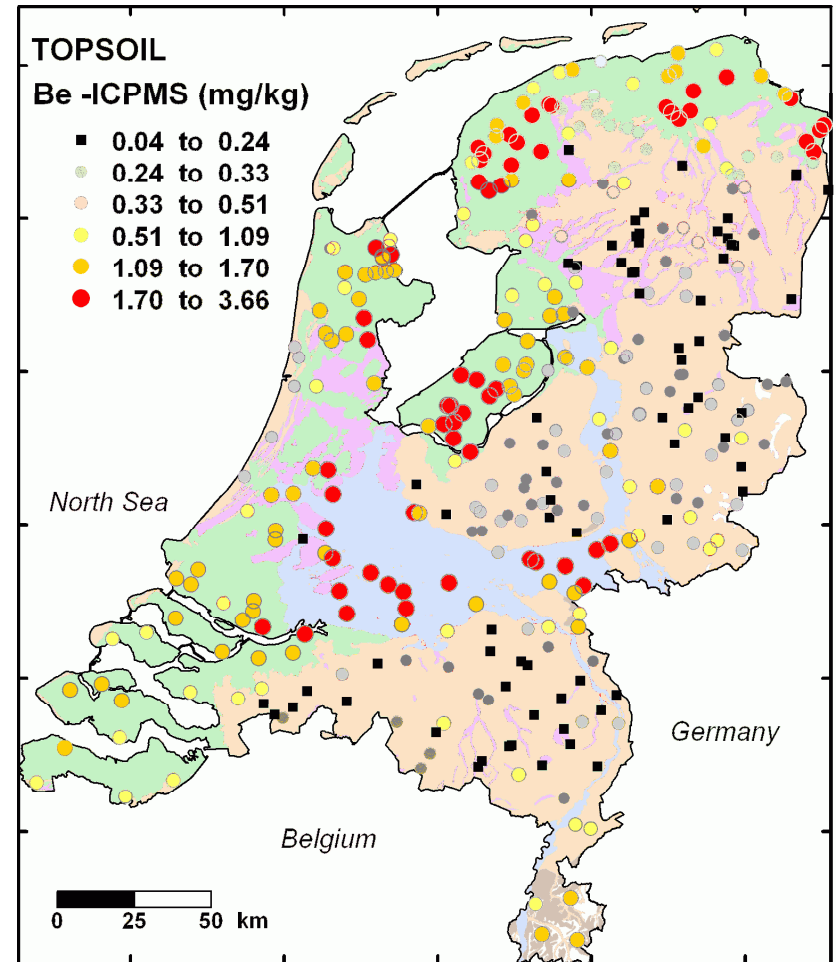 TOPSOIL
Be -ICPMS (mg/kg)
0.04 to 0.24
0.24 to 0.33
0.33 to 0.51
0.51 to 1.09
1.09 to 1.70
1.70 to 3.66
North Sea
Germany
Belgium
0 25 50 km